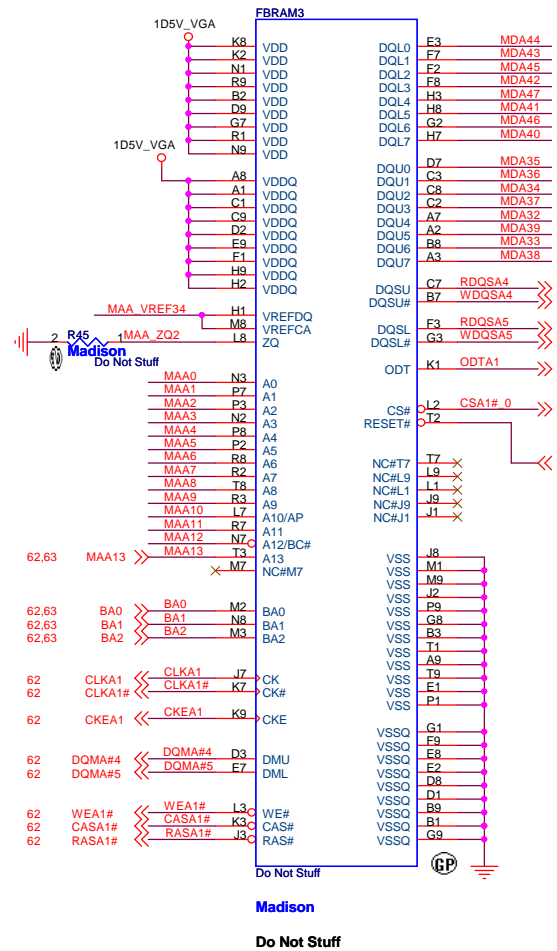 FBRAM3
1D5V_VGA
K8 VDD DQL0 E3 MDA44
K2 VDD DQL1 F7 MDA43
N1 VDD DQL2 F2 MDA45
R9 VDD DQL3 F8 MDA42
B2 VDD DQL4 H3 MDA47
D9 VDD DQL5 H8 MDA41
G7 VDD DQL6 G2 MDA46
R1 VDD DQL7 H7 MDA40
N9 VDD
1D5V_VGA
A8 VDDQ DQU0 D7 MDA35
A1 VDDQ DQU1 C3 MDA36
C1 VDDQ DQU2 C8 MDA34
C9 VDDQ DQU3 C2 MDA37
D2 VDDQ DQU4 A7 MDA32
E9 VDDQ DQU5 A2 MDA39
F1 VDDQ DQU6 B8 MDA33
H9 VDDQ DQU7 A3 MDA38
H2 VDDQ
DQSU C7 RDQSA4
DQSU# B7 WDQSA4
MAA_VREF34 H1 VREFDQ
M8 VREFCA
DQSL F3 RDQSA5
DQSL# G3 WDQSA5
2 R45 1 MAA_ZQ2 L8 ZQ
Madison
Do Not Stuff
ODT K1 ODTA1
MAA0 N3 A0
MAA1 P7 A1
MAA2 P3 A2
MAA3 N2 A3
MAA4 P8 A4
MAA5 P2 A5
MAA6 R8 A6
MAA7 R2 A7
MAA8 T8 A8
MAA9 R3 A9
MAA10 L7 A10/AP
MAA11 R7 A11
MAA12 N7 A12/BC#
62,63 MAA13 MAA13 T3 A13
M7 NC#M7
CS# L2 CSA1#_0
RESET# T2
NC#T7 T7
NC#L9 L9
NC#L1 L1
NC#J9 J9
NC#J1 J1
62,63 BA0 BA0 M2 BA0
62,63 BA1 BA1 N8 BA1
62,63 BA2 BA2 M3 BA2
62 CLKA1 CLKA1 J7 CK
62 CLKA1# CLKA1# K7 CK#
62 CKEA1 CKEA1 K9 CKE
62 DQMA#4 DQMA#4 D3 DMU
62 DQMA#5 DQMA#5 E7 DML
62 WEA1# WEA1# L3 WE#
62 CASA1# CASA1# K3 CAS#
62 RASA1# RASA1# J3 RAS#
VSS J8
VSS M1
VSS M9
VSS J2
VSS P9
VSS G8
VSS B3
VSS T1
VSS A9
VSS T9
VSS E1
VSS P1
VSSQ G1
VSSQ F9
VSSQ E8
VSSQ E2
VSSQ D8
VSSQ D1
VSSQ B9
VSSQ B1
VSSQ G9
GP
Do Not Stuff
Madison
Do Not Stuff